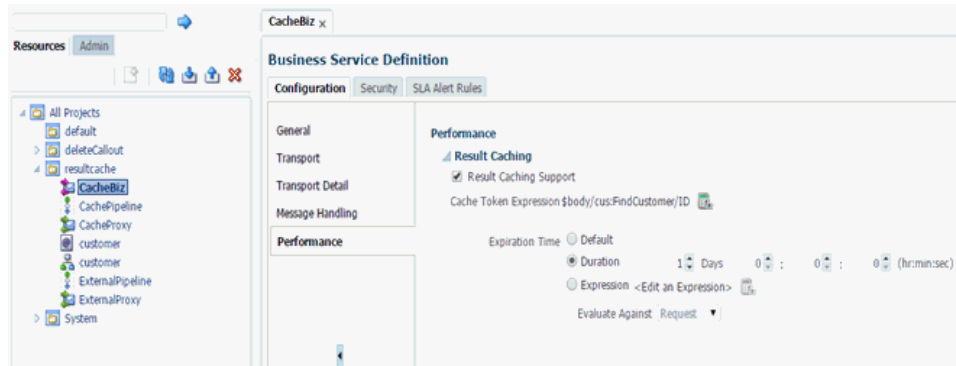 CacheBiz x
Resources Admin
Business Service Definition
Configuration Security SLA Alert Rules
All Projects
default
deleteCallout
resultcache
CacheBiz
CachePipeline
CacheProxy
customer
customer
ExternalPipeline
ExternalProxy
System
General
Transport
Transport Detail
Message Handling
Performance
Performance
Result Caching
Result Caching Support
Cache Token Expression $body/cus:FindCustomer/ID
Expiration Time Default
Duration 1 Days 0 : 0 : 0 (hr:min:sec)
Expression <Edit an Expression>
Evaluate Against Request